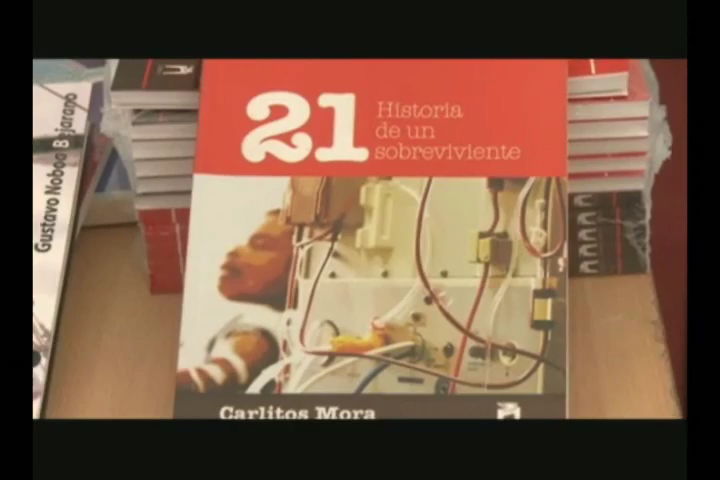 21
Historia
de un
sobreviviente
Gustavo Noboa Bejarano
Carlitos Mora